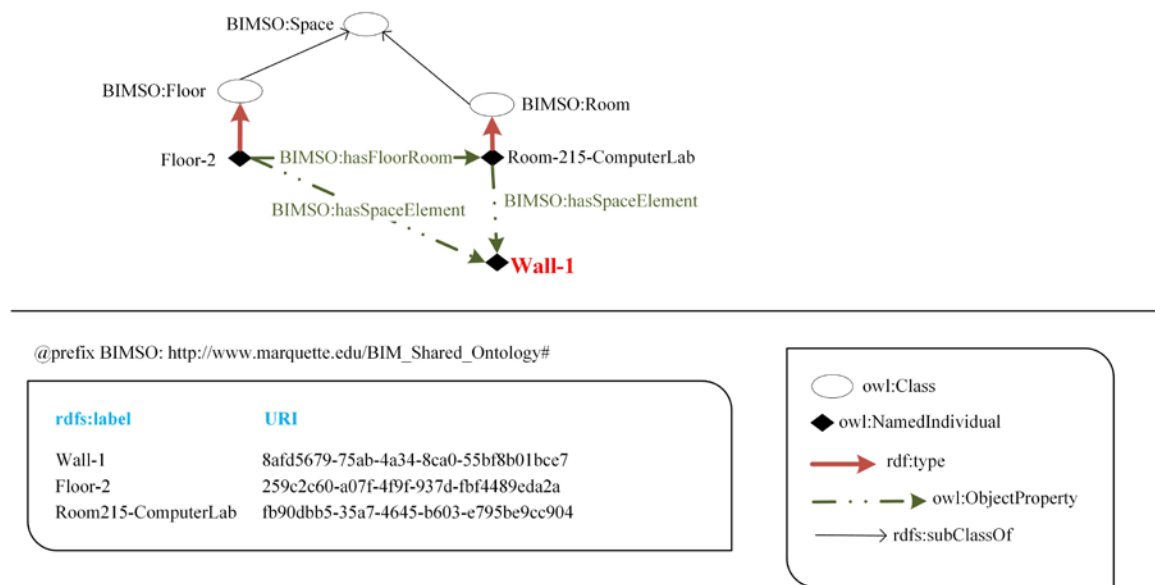 BIMSO:Space
BIMSO:Floor
BIMSO:Room
Floor-2
BIMSO:hasFloorRoom
Room-215-ComputerLab
BIMSO:hasSpaceElement
BIMSO:hasSpaceElement
Wall-1
@prefix BIMSO: http://www.marquette.edu/BIM_Shared_Ontology#
rdfs:label URI
Wall-1 8afd5679-75ab-4a34-8ca0-55bf8b01bce7
Floor-2 259c2c60-a07f-4f9f-937d-fbf4489eda2a
Room215-ComputerLab fb90dbb5-35a7-4645-b603-e795be9cc904
owl:Class
owl:NamedIndividual
rdf:type
owl:ObjectProperty
rdfs:subClassOf